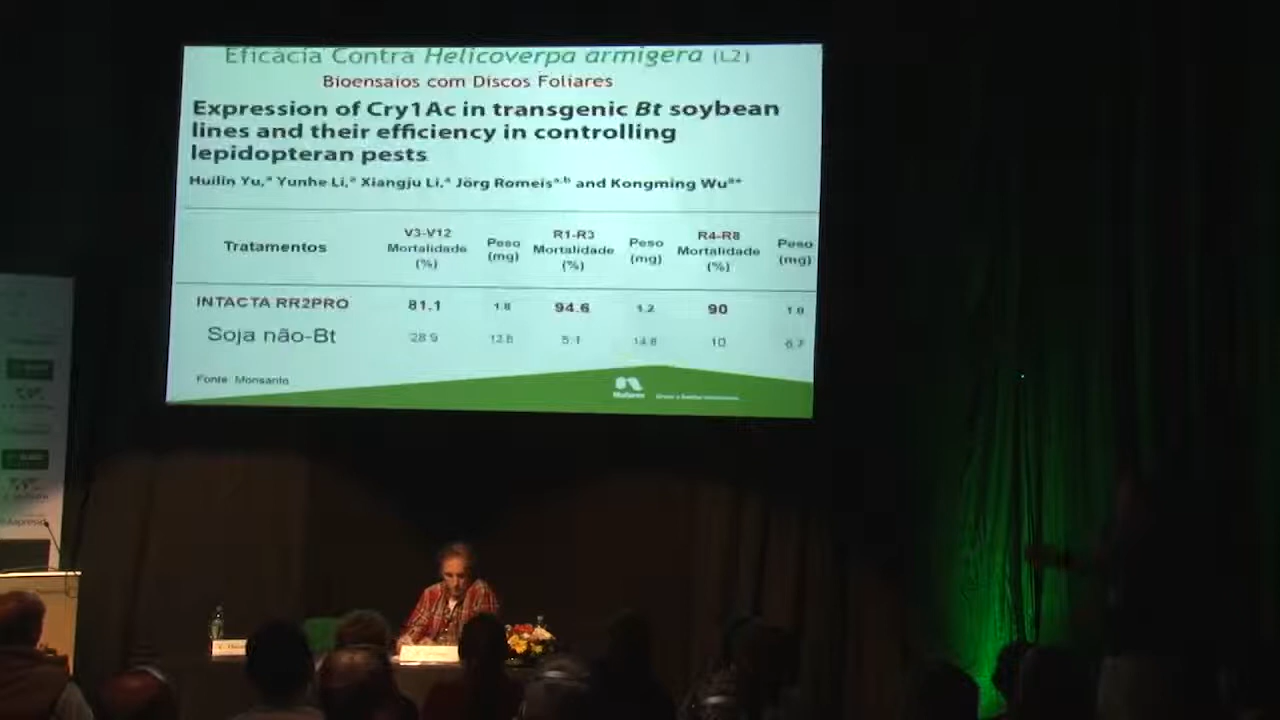 Eficácia Contra Helicoverpa armigera (L2)
Bioensaios com Discos Foliares
Expression of Cry1Ac in transgenic Bt soybean
lines and their efficiency in controlling
lepidopteran pests
Huilin Yu,ᵃ Yunhe Li,ᵃ Xiangju Li,ᵃ Jörg Romeisᵃ,ᵇ and Kongming Wuᵃ*
Tratamentos V3-V12 Mortalidade (%) Peso (mg) R1-R3 Mortalidade (%) Peso (mg) R4-R8 Mortalidade (%) Peso (mg)
INTACTA RR2PRO 81.1 1.8 94.6 1.2 90 1.0
Soja não-Bt 28.9 12.8 5.1 14.8 10 6.7
Fonte: Monsanto